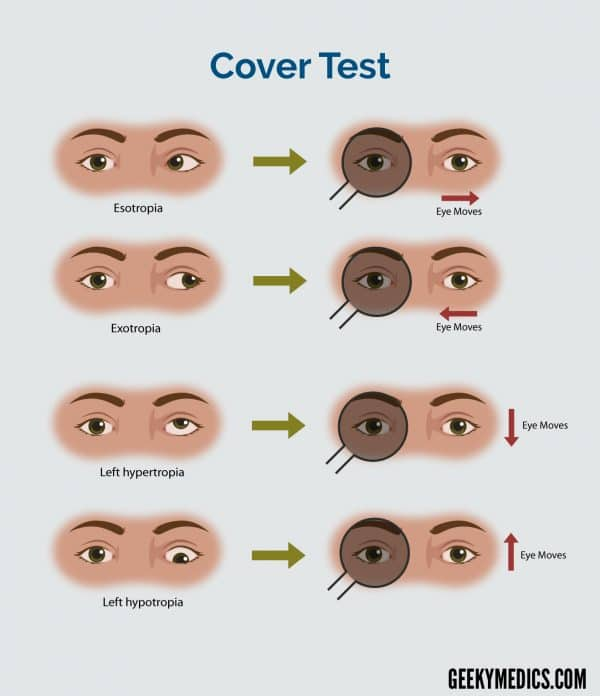 Cover Test
Esotropia
Eye Moves
Exotropia
Eye Moves
Left hypertropia
Eye Moves
Left hypotropia
Eye Moves
GEEKYMEDICS.COM